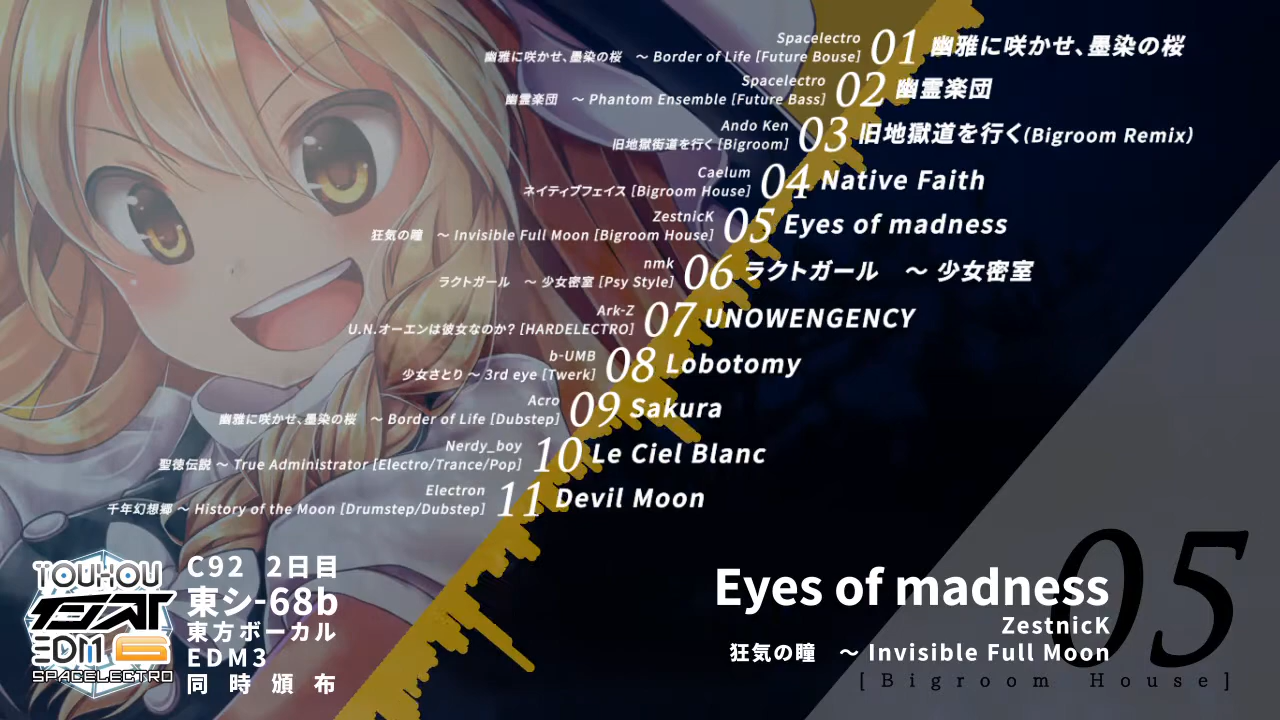 Spacelectro
幽雅に咲かせ、墨染の桜　～ Border of Life [Future Bouse]
01 幽雅に咲かせ、墨染の桜
Spacelectro
幽霊楽団　～ Phantom Ensemble [Future Bass]
02 幽霊楽団
Ando Ken
旧地獄街道を行く [Bigroom]
03 旧地獄道を行く(Bigroom Remix)
Caelum
ネイティブフェイス [Bigroom House]
04 Native Faith
ZestnicK
狂気の瞳　～ Invisible Full Moon [Bigroom House]
05 Eyes of madness
nmk
ラクトガール　～ 少女密室 [Psy Style]
06 ラクトガール　～ 少女密室
Ark-Z
U.N.オーエンは彼女なのか? [HARDELECTRO]
07 UNOWENGENCY
b-UMB
少女さとり ～ 3rd eye [Twerk]
08 Lobotomy
Acro
幽雅に咲かせ、墨染の桜　～ Border of Life [Dubstep]
09 Sakura
Nerdy_boy
聖徳伝説 ～ True Administrator [Electro/Trance/Pop]
10 Le Ciel Blanc
Electron
千年幻想郷 ～ History of the Moon [Drumstep/Dubstep]
11 Devil Moon
TOUHOU
EDM 6
SPACELECTRO
C92 2日目
東シ-68b
東方ボーカル
EDM3
同時頒布
Eyes of madness
ZestnicK
狂気の瞳　～ Invisible Full Moon
05
[Bigroom House]